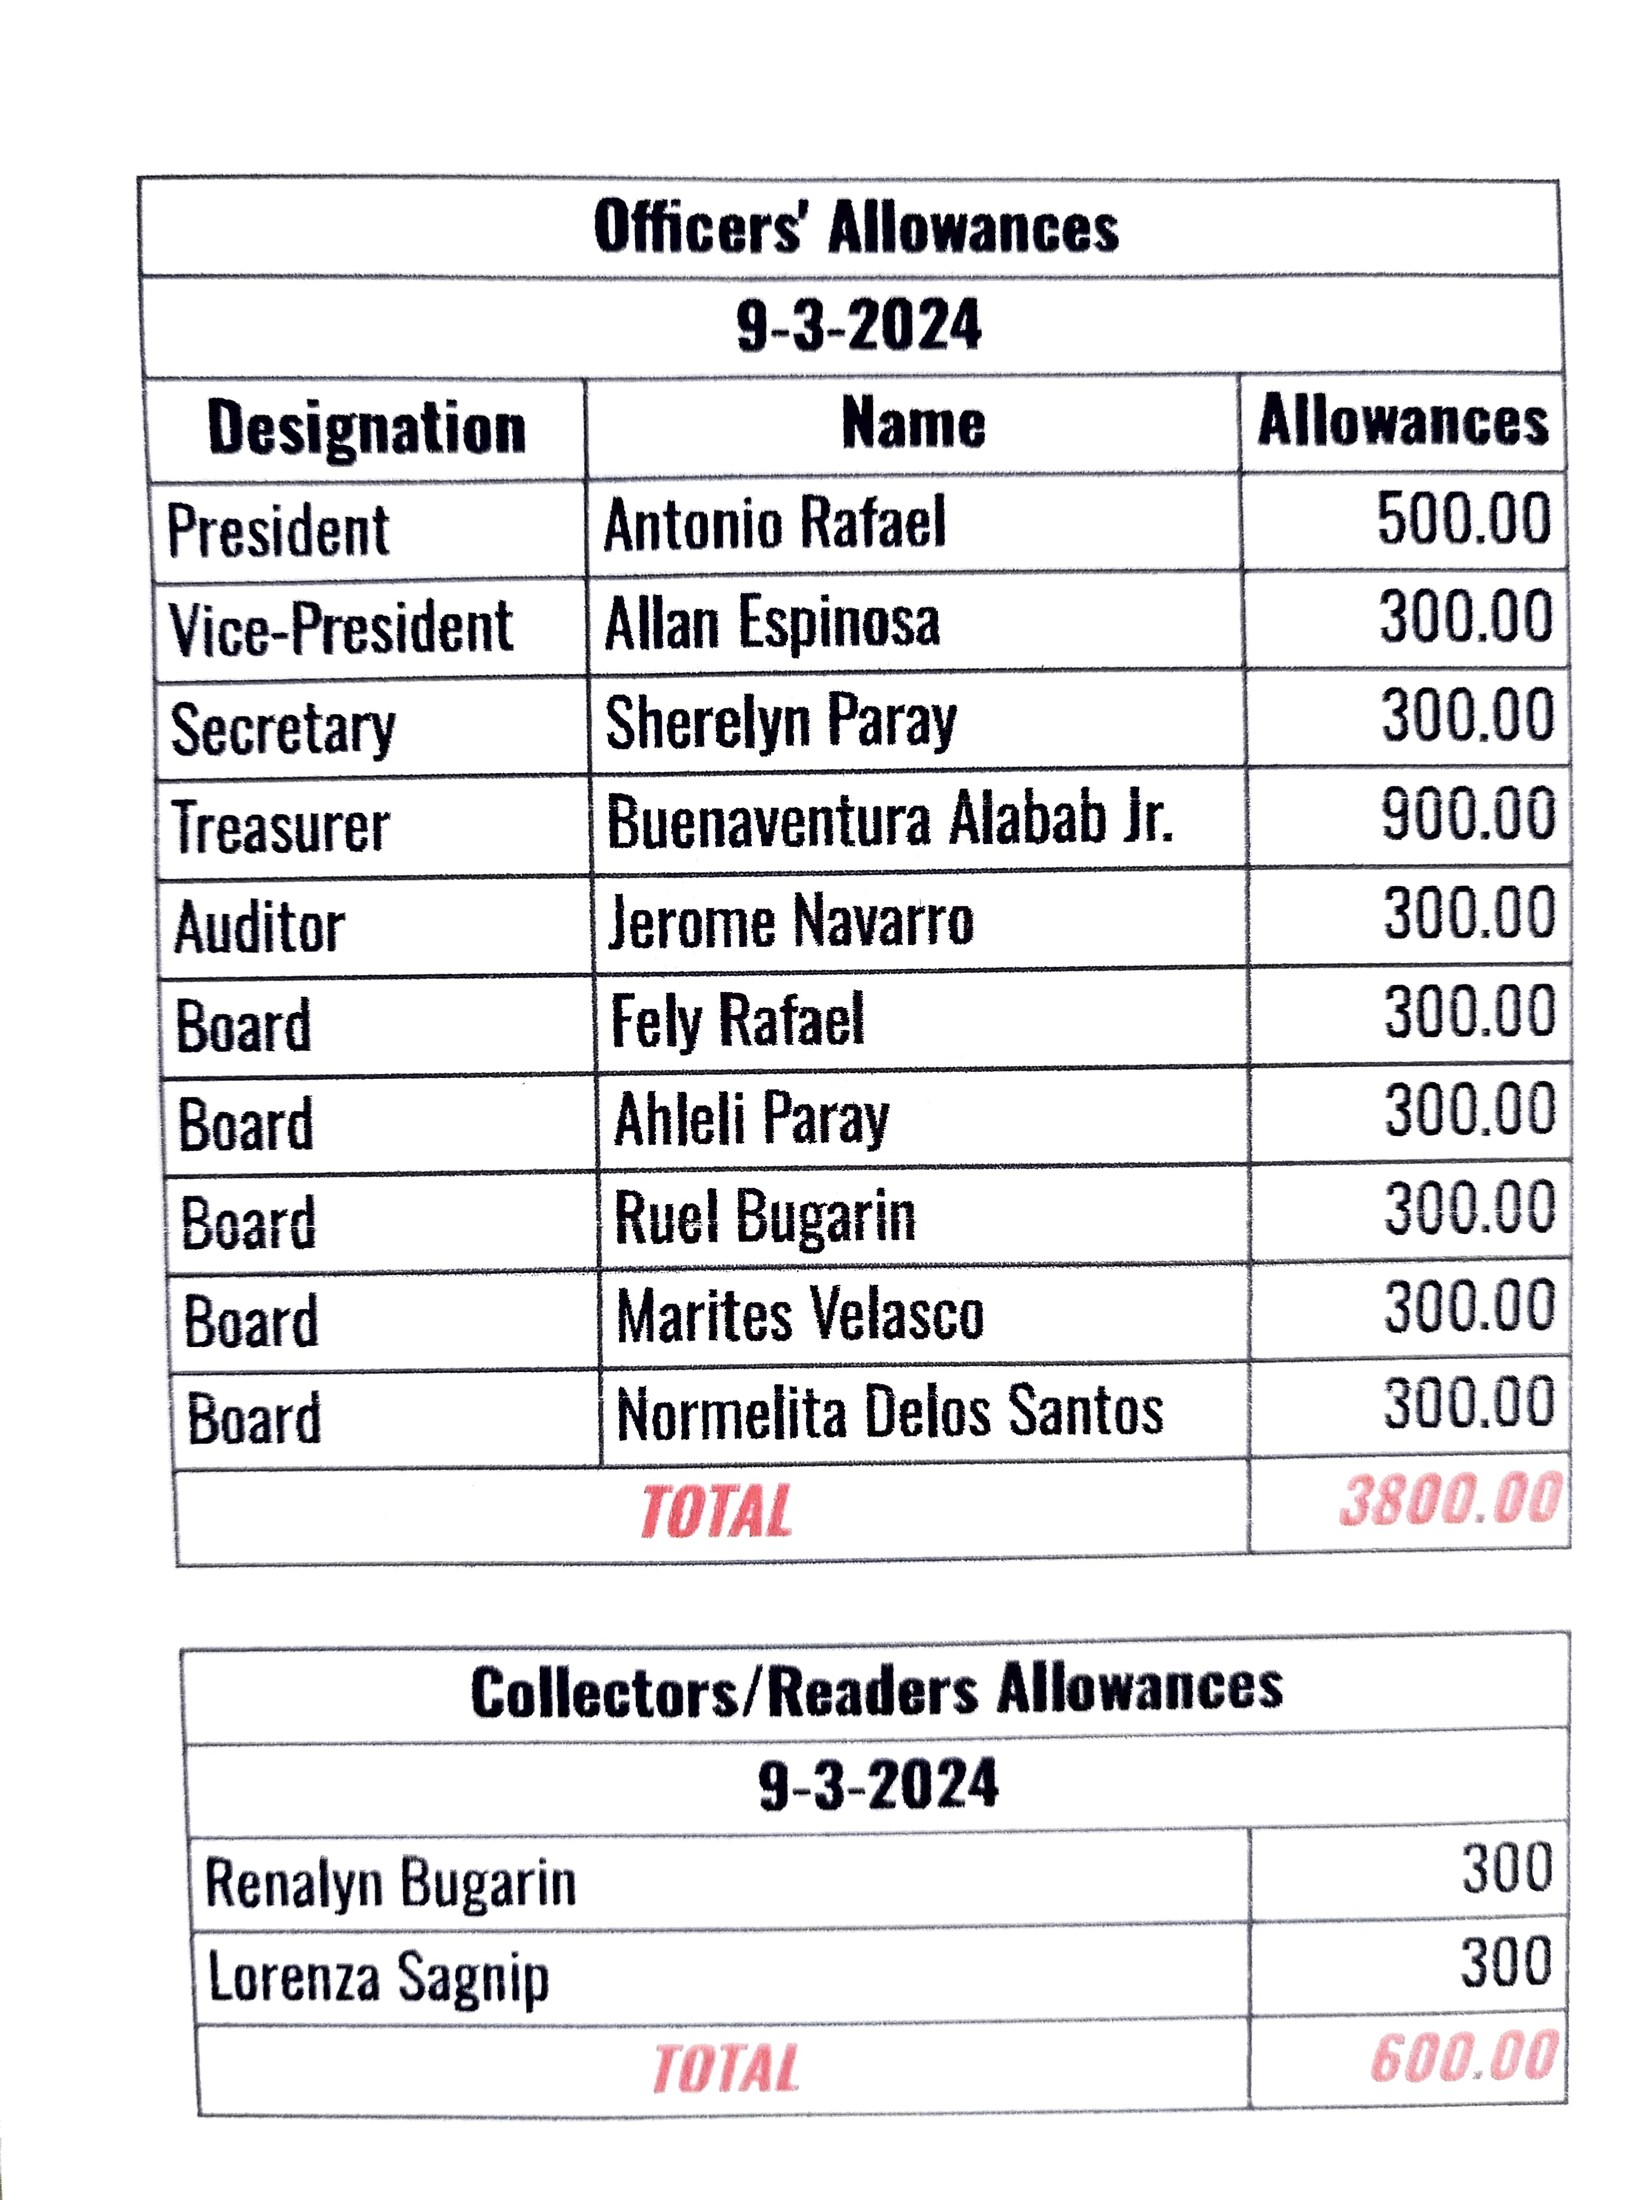 Officers' Allowances
9-3-2024
Designation Name Allowances
President Antonio Rafael 500.00
Vice-President Allan Espinosa 300.00
Secretary Sherelyn Paray 300.00
Treasurer Buenaventura Alabab Jr. 900.00
Auditor Jerome Navarro 300.00
Board Fely Rafael 300.00
Board Ahleli Paray 300.00
Board Ruel Bugarin 300.00
Board Marites Velasco 300.00
Board Normelita Delos Santos 300.00
TOTAL 3800.00
Collectors/Readers Allowances
9-3-2024
Renalyn Bugarin 300
Lorenza Sagnip 300
TOTAL 600.00